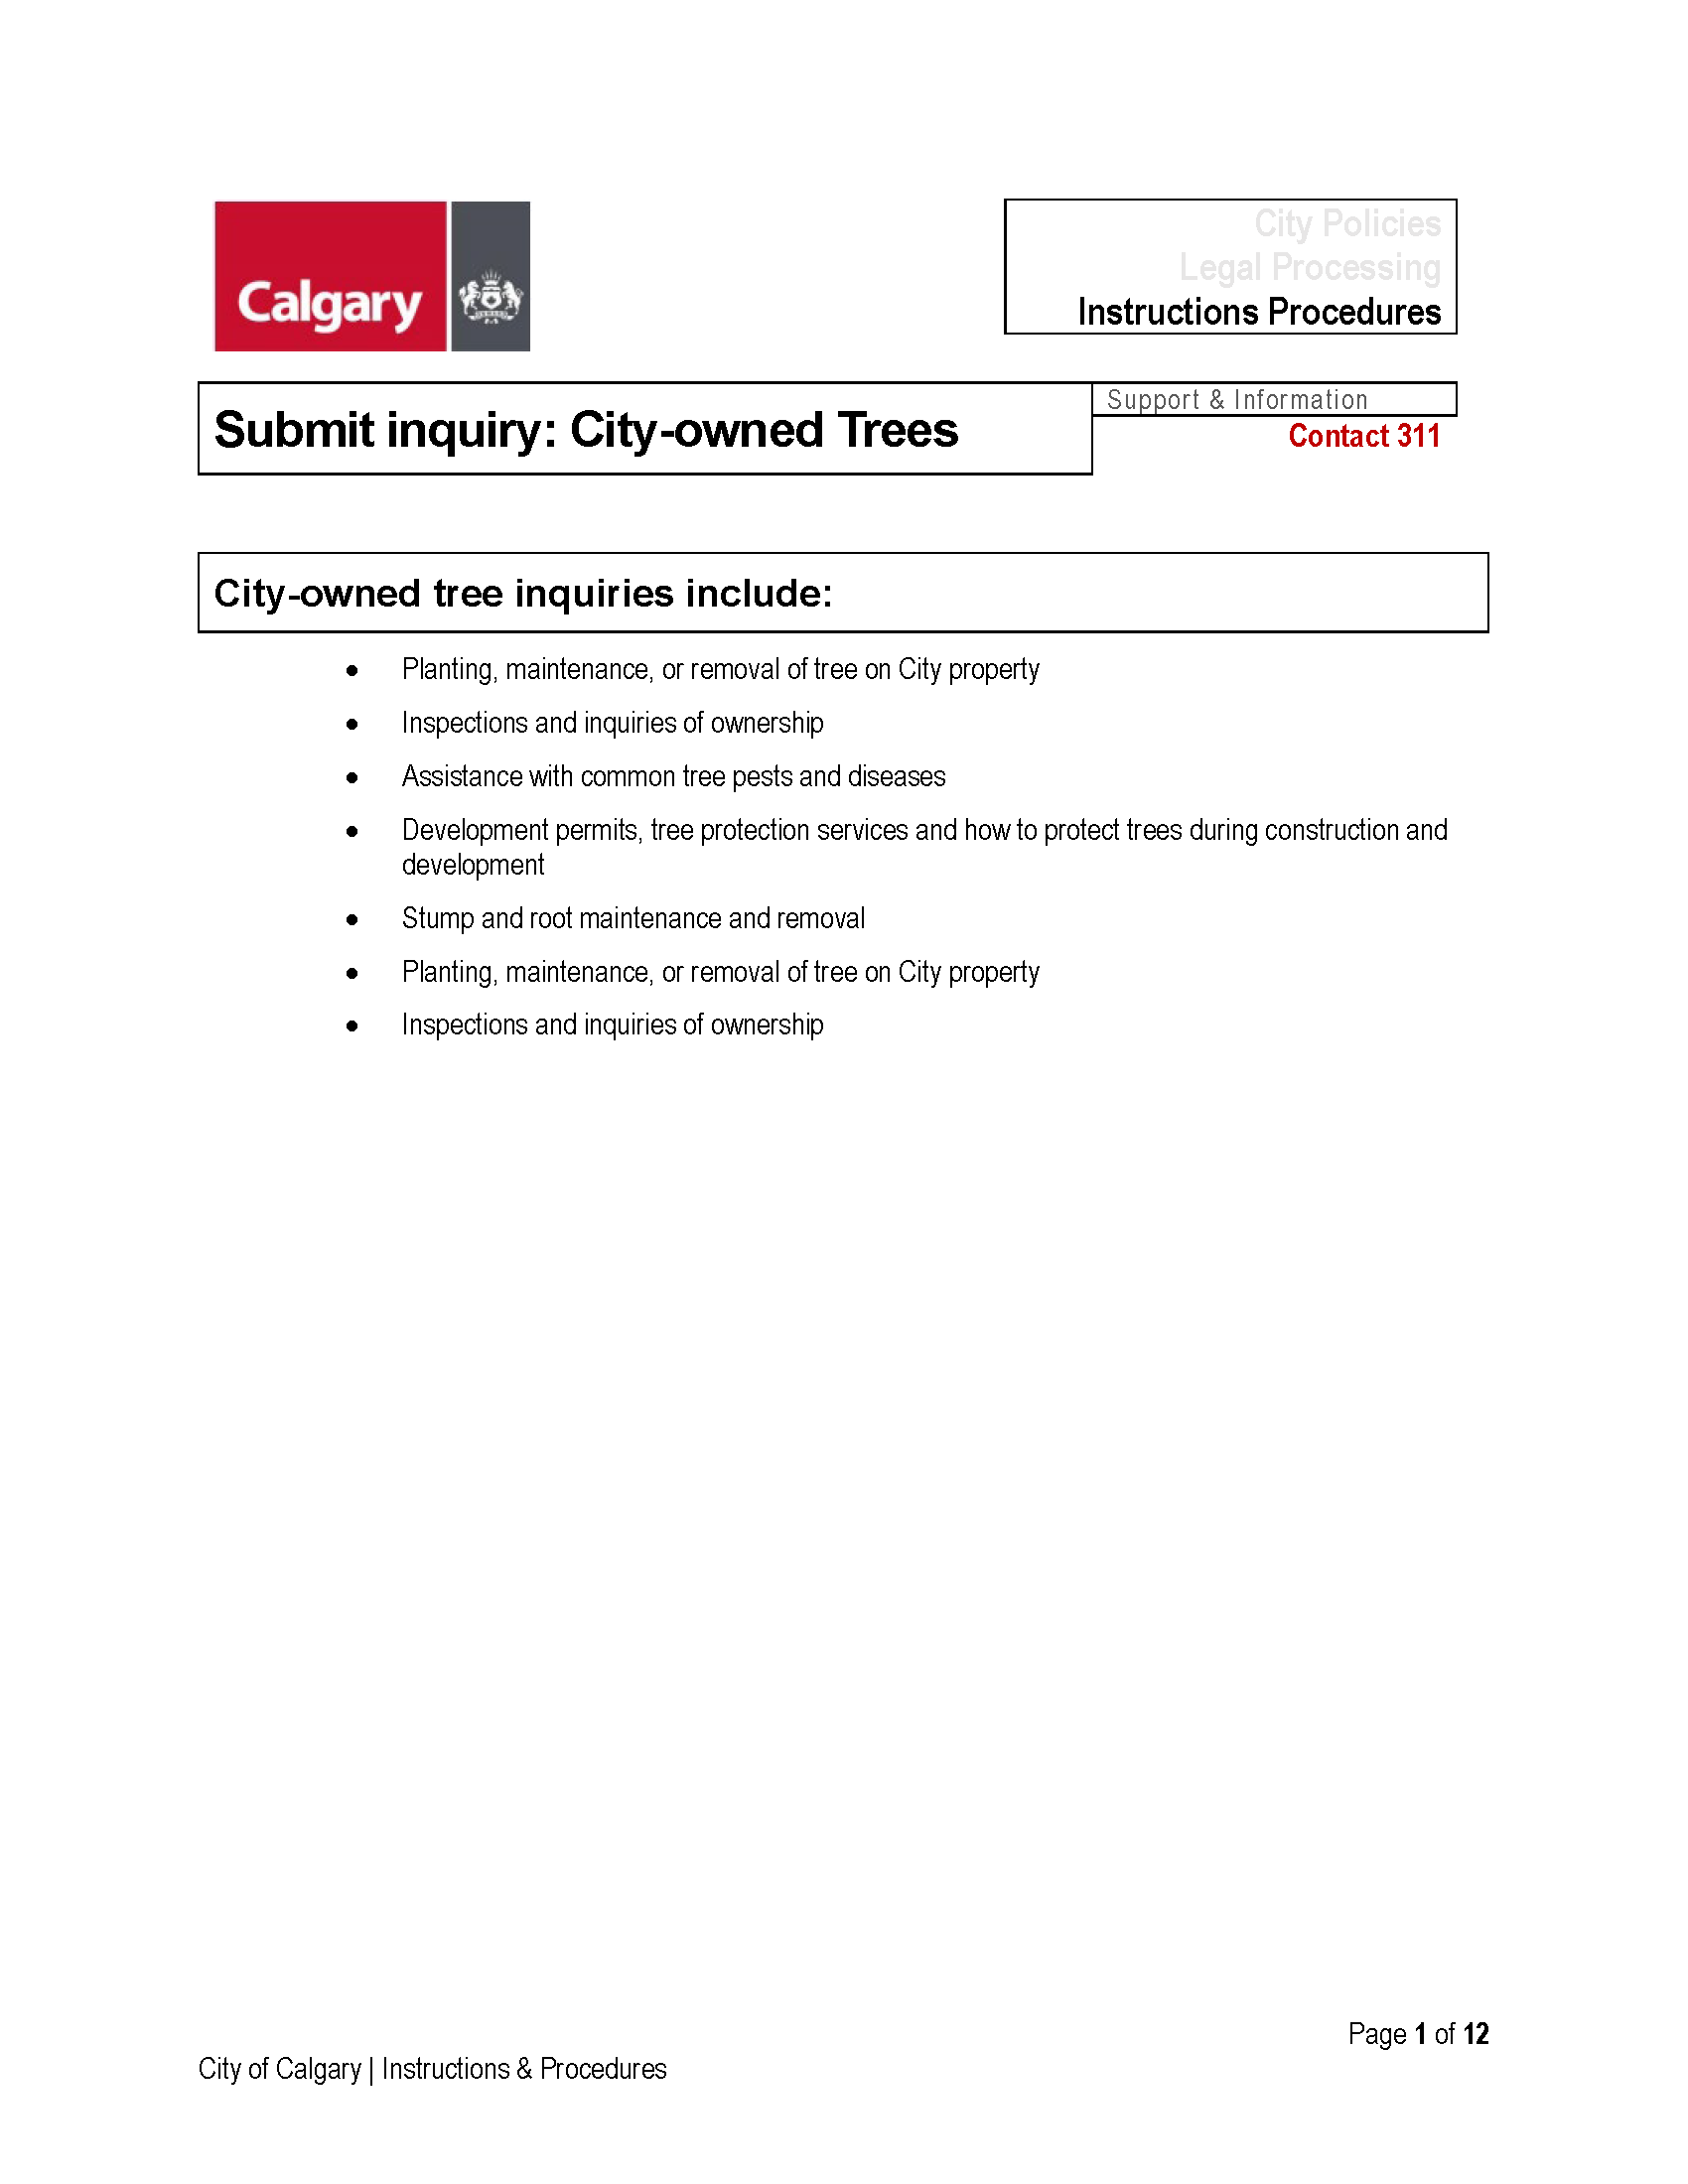 Calgary
City Policies
Legal Processing
Instructions Procedures
Submit inquiry: City-owned Trees
Support & Information
Contact 311
City-owned tree inquiries include:
• Planting, maintenance, or removal of tree on City property
• Inspections and inquiries of ownership
• Assistance with common tree pests and diseases
• Development permits, tree protection services and how to protect trees during construction and
development
• Stump and root maintenance and removal
• Planting, maintenance, or removal of tree on City property
• Inspections and inquiries of ownership
Page 1 of 12
City of Calgary | Instructions & Procedures